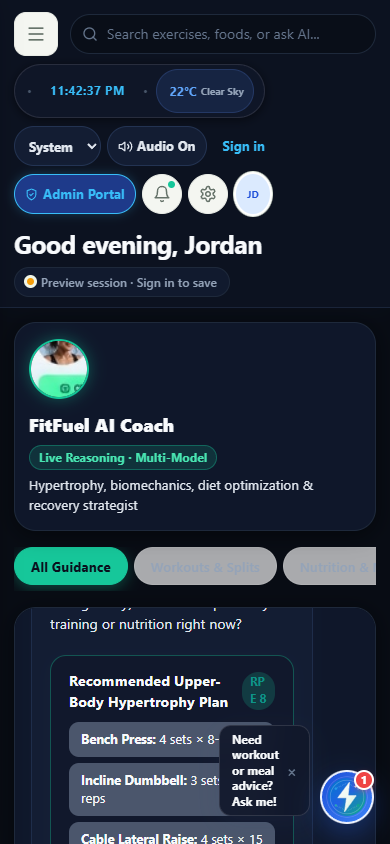 Search exercises, foods, or ask AI...
11:42:37 PM
22°C Clear Sky
System
Audio On
Sign in
Admin Portal
JD
Good evening, Jordan
Preview session · Sign in to save
FitFuel AI Coach
Live Reasoning · Multi-Model
Hypertrophy, biomechanics, diet optimization &
recovery strategist
All Guidance
Workouts & Splits
Nutrition &
training or nutrition right now?
Recommended Upper-
Body Hypertrophy Plan
RP
E 8
Bench Press: 4 sets × 8-
Incline Dumbbell: 3 sets
reps
Cable Lateral Raise: 4 sets × 15
Need
workout
or meal
advice?
Ask me!
×
1